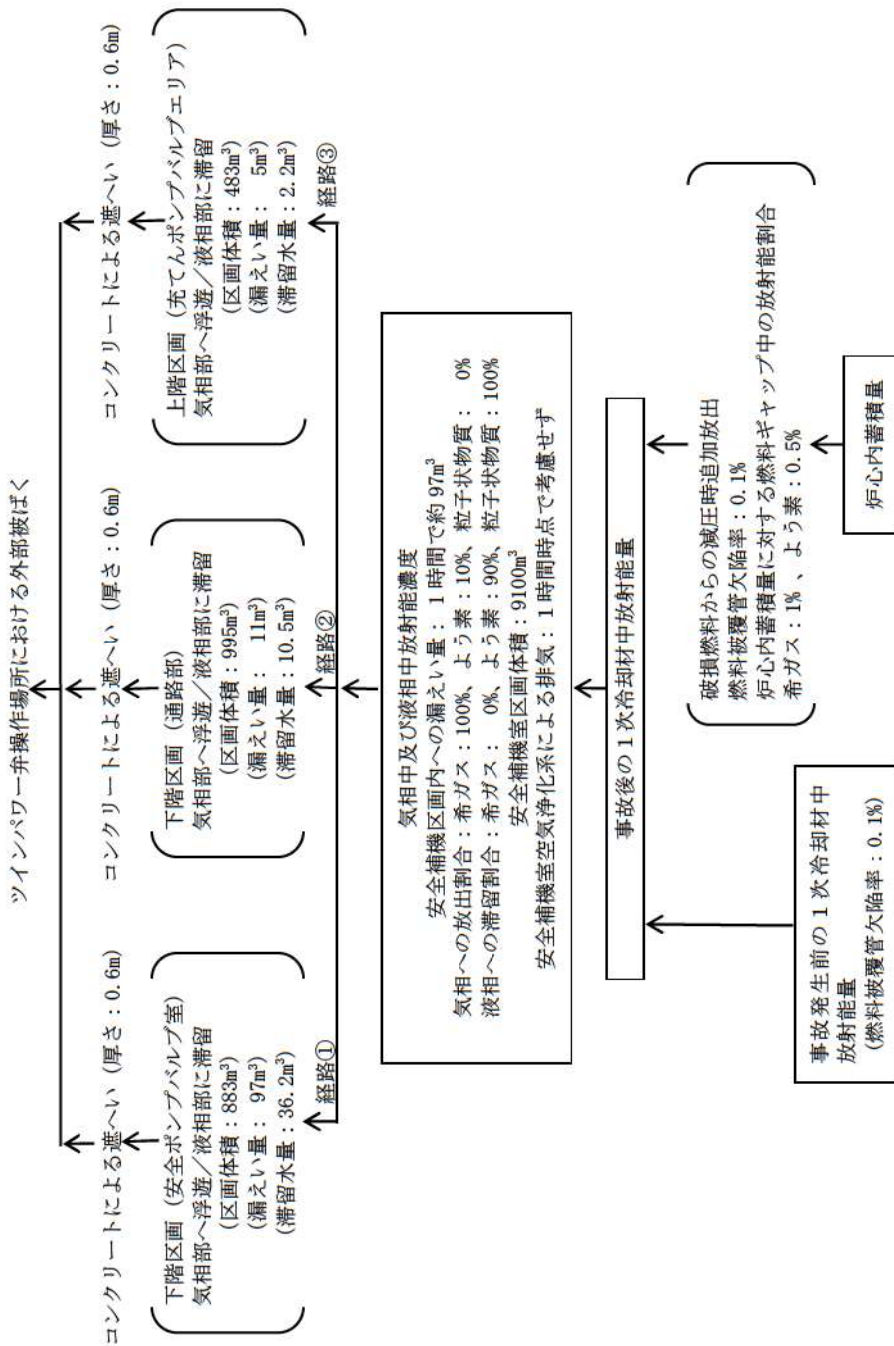 ツインパワー弁操作場所における外部被ばく
コンクリートによる遮へい (厚さ：0.6m)
コンクリートによる遮へい (厚さ：0.6m)
コンクリートによる遮へい (厚さ：0.6m)
下階区画 (安全ポンプバルブ室)
気相部へ浮遊／液相部に滞留
(区画体積：883m³)
(漏えい量： 97m³)
(滞留水量：36.2m³)
経路①
下階区画 (通路部)
気相部へ浮遊／液相部に滞留
(区画体積：995m³)
(漏えい量： 11m³)
(滞留水量：10.5m³)
経路②
上階区画 (充てんポンプバルブエリア)
気相部へ浮遊／液相部に滞留
(区画体積：483m³)
(漏えい量： 5m³)
(滞留水量：2.2m³)
経路③
気相中及び液相中放射能濃度
安全補機区画内への漏えい量： 1時間で約 97m³
気相への放出割合：希ガス：100%、よう素：10%、粒子状物質： 0%
液相への滞留割合：希ガス： 0%、よう素：90%、粒子状物質：100%
安全補機室区画体積：9100m³
安全補機室空気浄化系による排気：1時間時点で考慮せず
事故後の1次冷却材中放射能量
事故発生前の1次冷却材中
放射能量
(燃料被覆管欠陥率：0.1%)
破損燃料からの減圧時追加放出
燃料被覆管欠陥率：0.1%
炉心内蓄積量に対する燃料ギャップ中の放射能割合
希ガス：1% 、よう素：0.5%
炉心内蓄積量